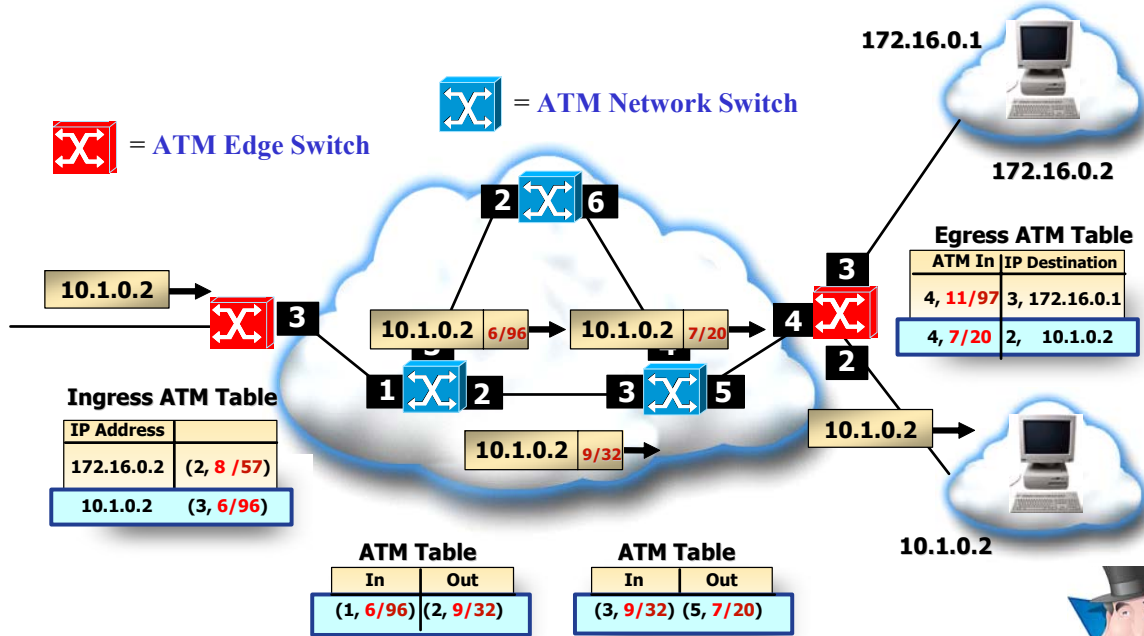 172.16.0.1
= ATM Network Switch
= ATM Edge Switch
172.16.0.2
2 6
Egress ATM Table
ATM In IP Destination
4, 11/97 3, 172.16.0.1
4, 7/20 2, 10.1.0.2
10.1.0.2
3
3
10.1.0.2 6/96
10.1.0.2 7/20
4
2
1 2
3 5
Ingress ATM Table
IP Address
172.16.0.2 (2, 8 /57)
10.1.0.2 (3, 6/96)
10.1.0.2 9/32
10.1.0.2
10.1.0.2
ATM Table
In Out
(1, 6/96) (2, 9/32)
ATM Table
In Out
(3, 9/32) (5, 7/20)